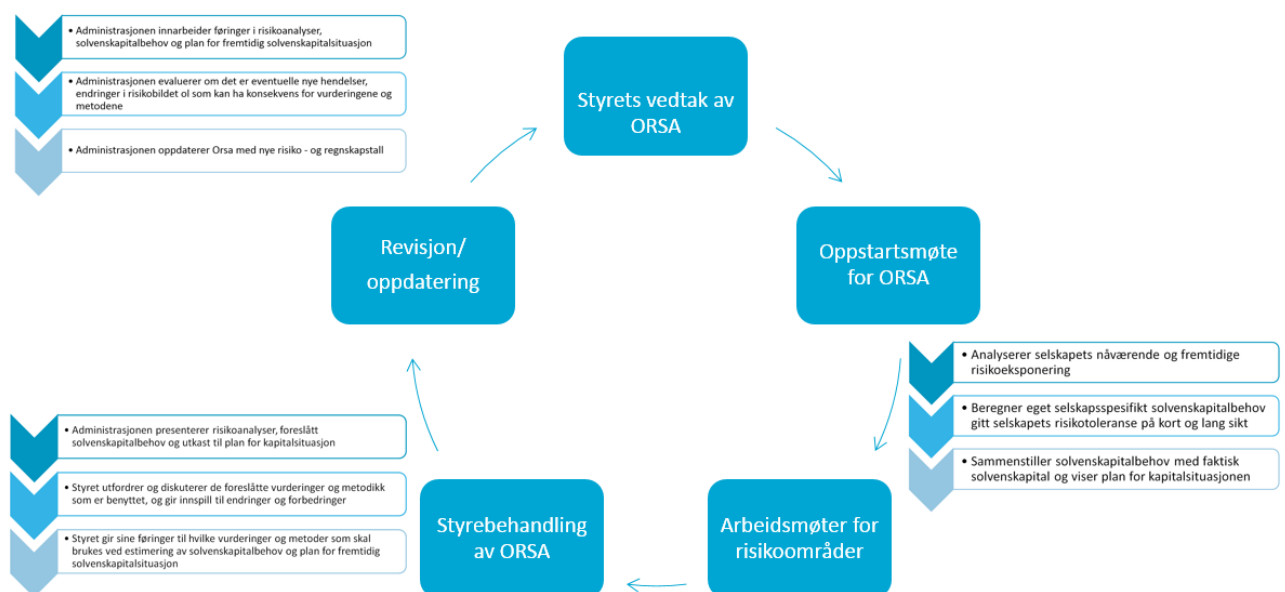 • Administrasjonen innarbeider føringer i risikoanalyser,
solvenskapitalbehov og plan for fremtidig solvenskapitalsituasjon
• Administrasjonen evaluerer om det er eventuelle nye hendelser,
endringer i risikobildet ol som kan ha konsekvens for vurderingene og
metodene
• Administrasjonen oppdaterer Orsa med nye risiko - og regnskapstall
Styrets vedtak av
ORSA
Oppstartsmøte
for ORSA
• Analyserer selskapets nåværende og fremtidige
risikoeksponering
• Beregner eget selskapsspesifikt solvenskapitalbehov
gitt selskapets risikotoleranse på kort og lang sikt
• Sammenstiller solvenskapitalbehov med faktisk
solvenskapital og viser plan for kapitalsituasjonen
Arbeidsmøter for
risikoområder
Styrebehandling
av ORSA
• Administrasjonen presenterer risikoanalyser, foreslått
solvenskapitalbehov og utkast til plan for kapitalsituasjon
• Styret utfordrer og diskuterer de foreslåtte vurderinger og metodikk
som er benyttet, og gir innspill til endringer og forbedringer
• Styret gir sine føringer til hvilke vurderinger og metoder som skal
brukes ved estimering av solvenskapitalbehov og plan for fremtidig
solvenskapitalsituasjon
Revisjon/
oppdatering